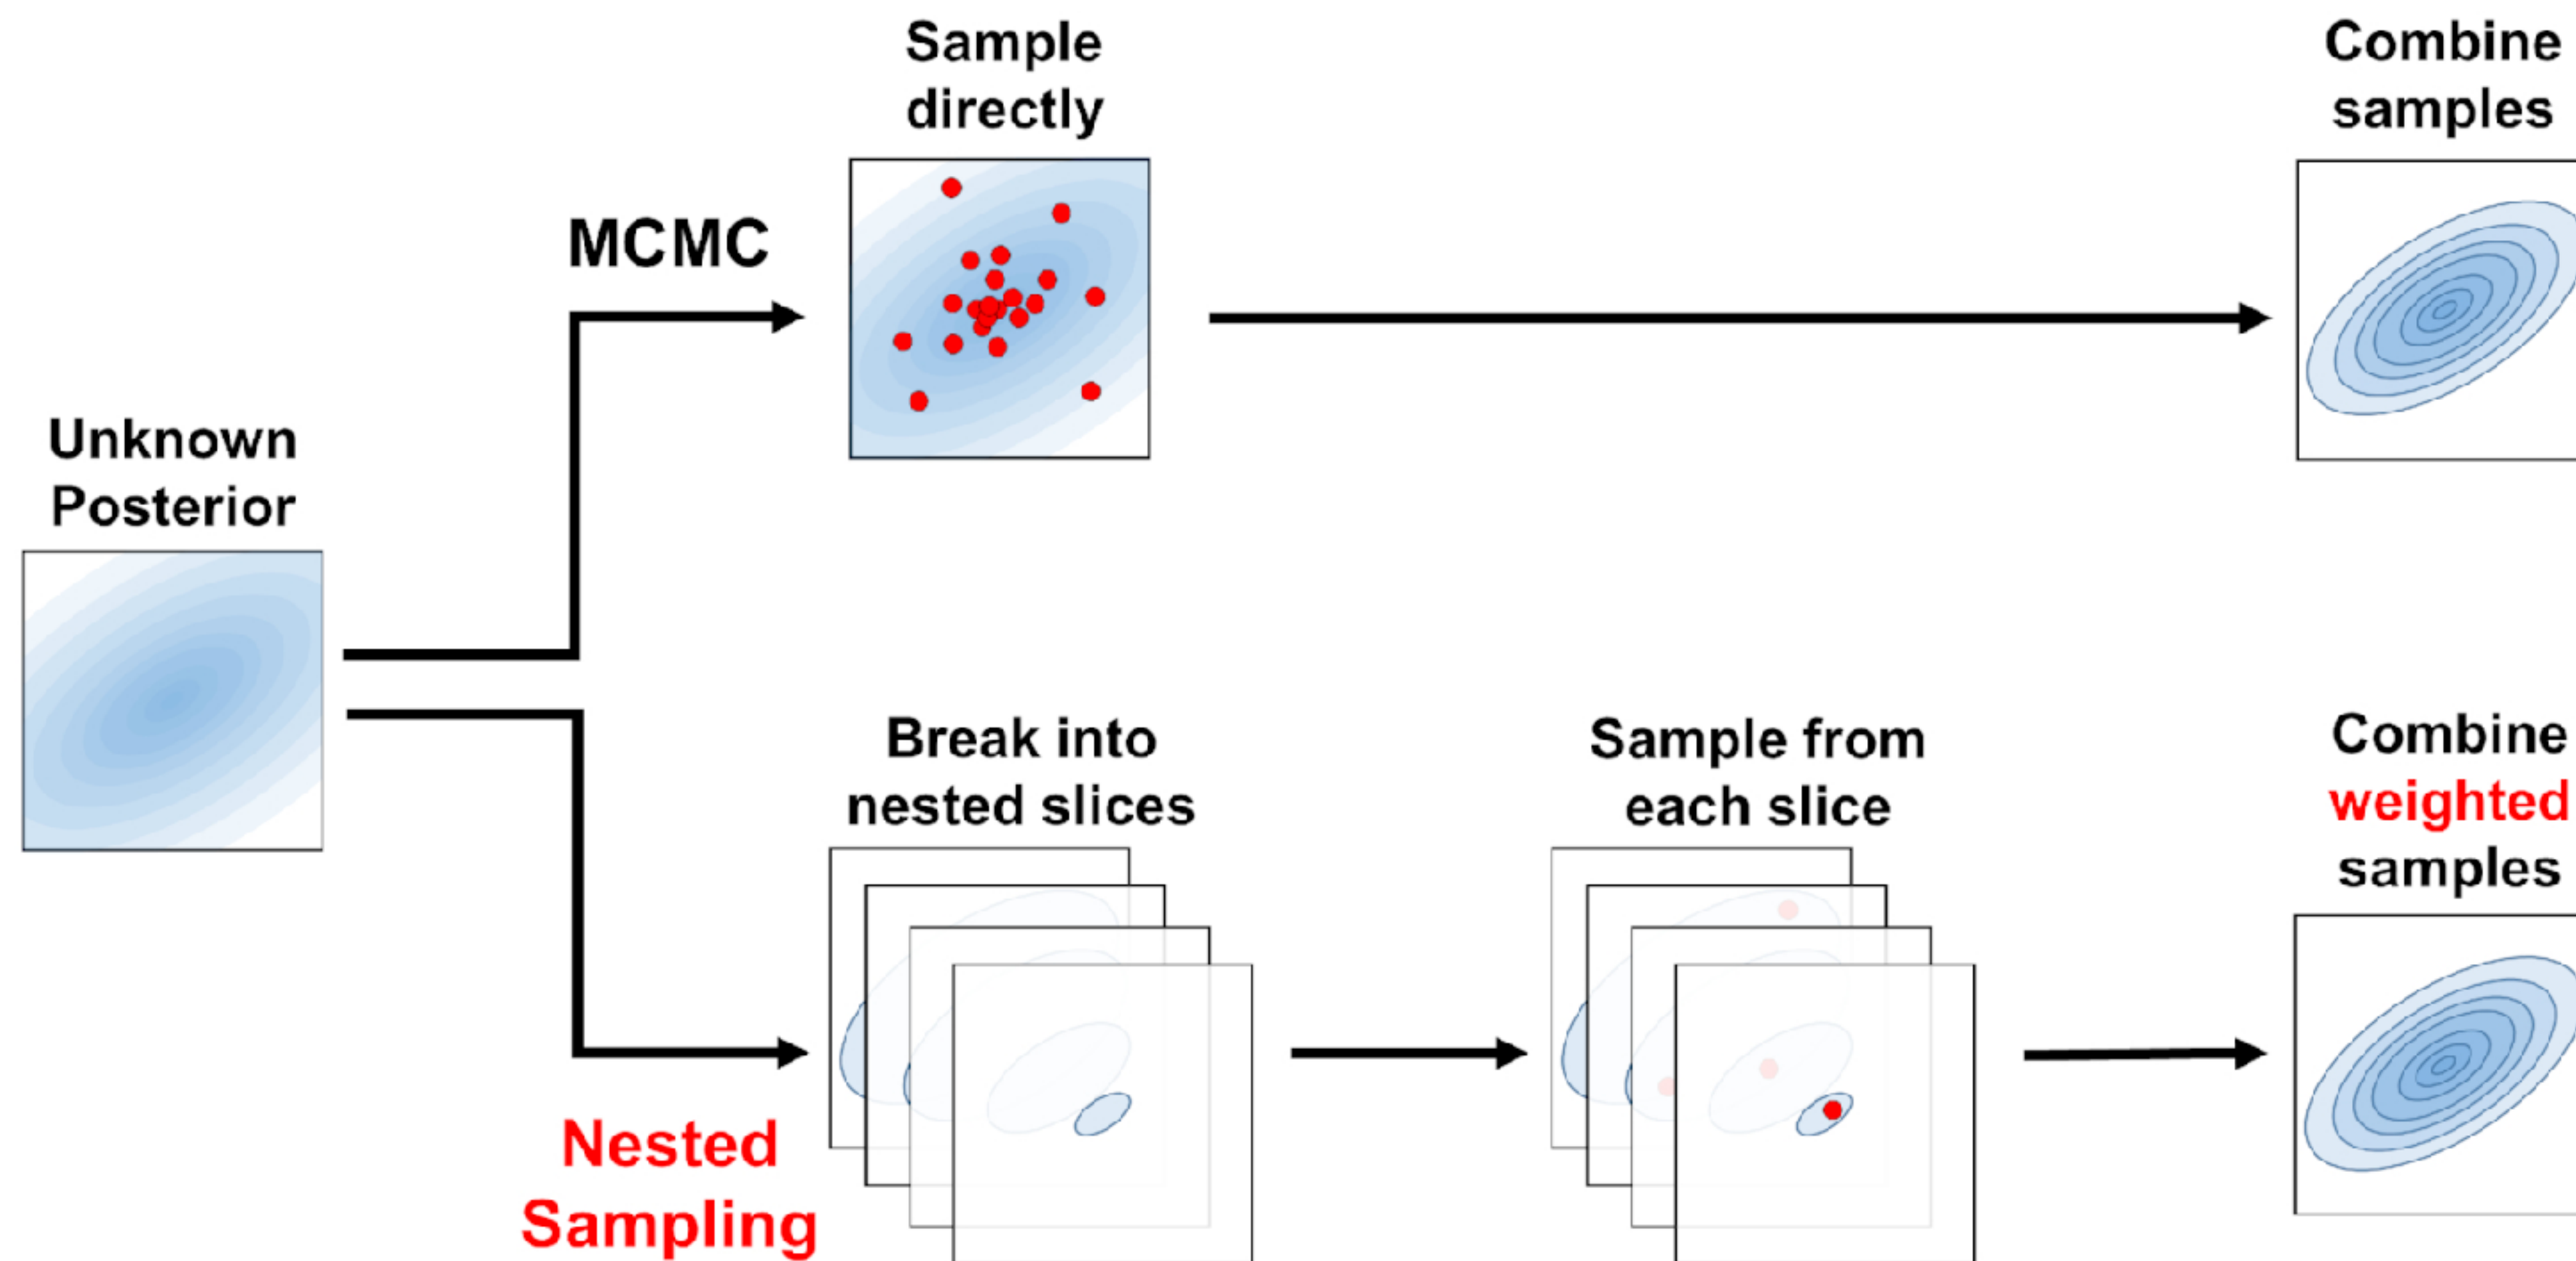 Sample
directly
Combine
samples
MCMC
Unknown
Posterior
Break into
nested slices
Sample from
each slice
Combine
weighted
samples
Nested
Sampling